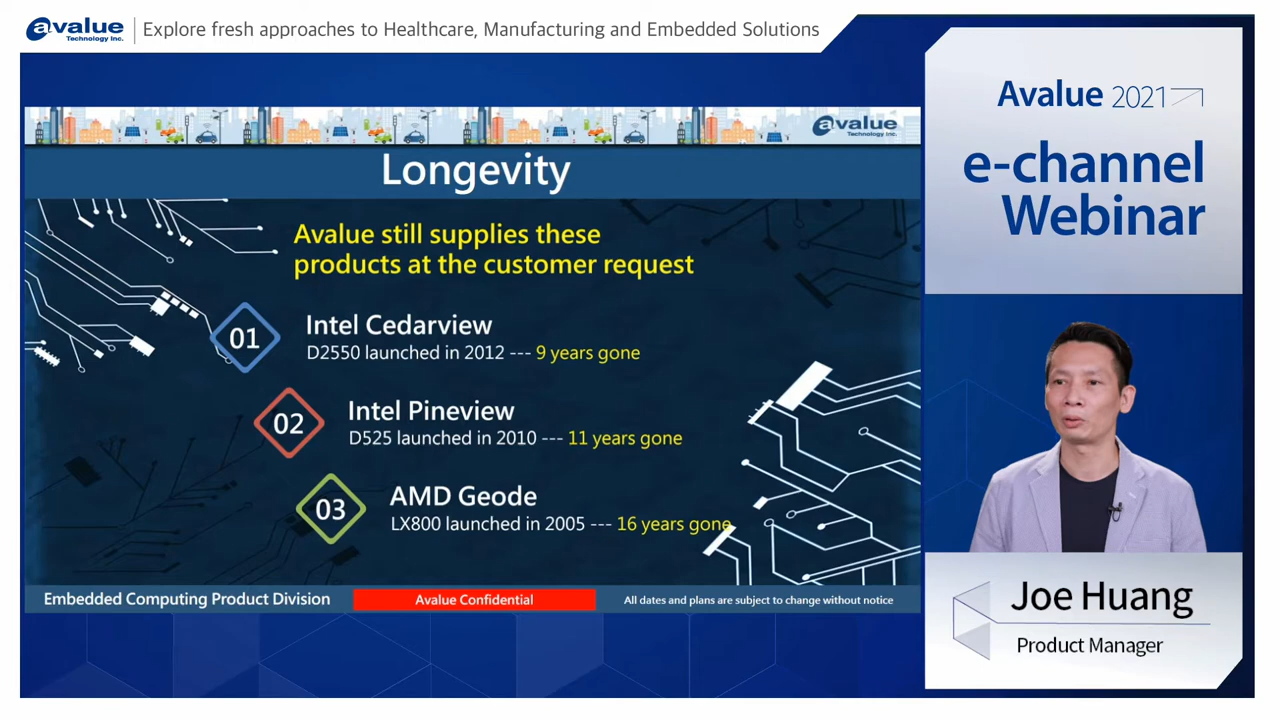 avalue
Technology Inc.
Explore fresh approaches to Healthcare, Manufacturing and Embedded Solutions
avalue
Technology Inc.
Longevity
Avalue still supplies these
products at the customer request
01
Intel Cedarview
D2550 launched in 2012 --- 9 years gone
02
Intel Pineview
D525 launched in 2010 --- 11 years gone
03
AMD Geode
LX800 launched in 2005 --- 16 years gone
Embedded Computing Product Division
Avalue Confidential
All dates and plans are subject to change without notice
Avalue 2021
e-channel
Webinar
Joe Huang
Product Manager